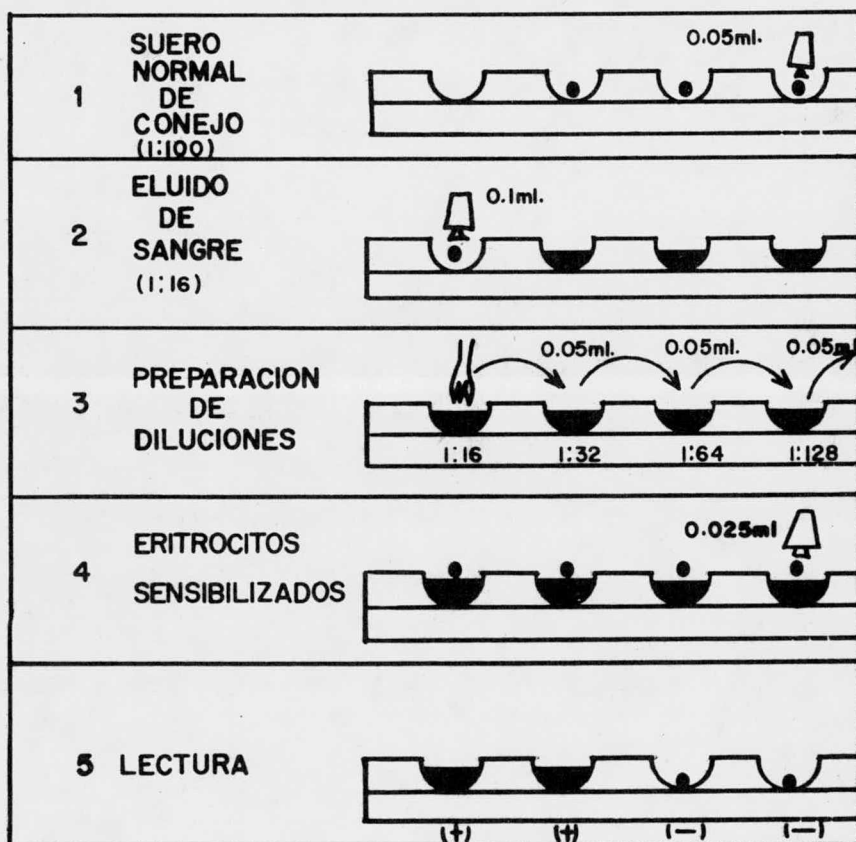 1
SUERO
NORMAL
DE
CONEJO
(1:100)
0.05ml.
2
ELUIDO
DE
SANGRE
(1:16)
0.1ml.
3
PREPARACION
DE
DILUCIONES
0.05ml. 0.05ml. 0.05ml
1:16 1:32 1:64 1:128
4
ERITROCITOS
SENSIBILIZADOS
0.025ml
5 LECTURA
(+) (+) (-) (-)